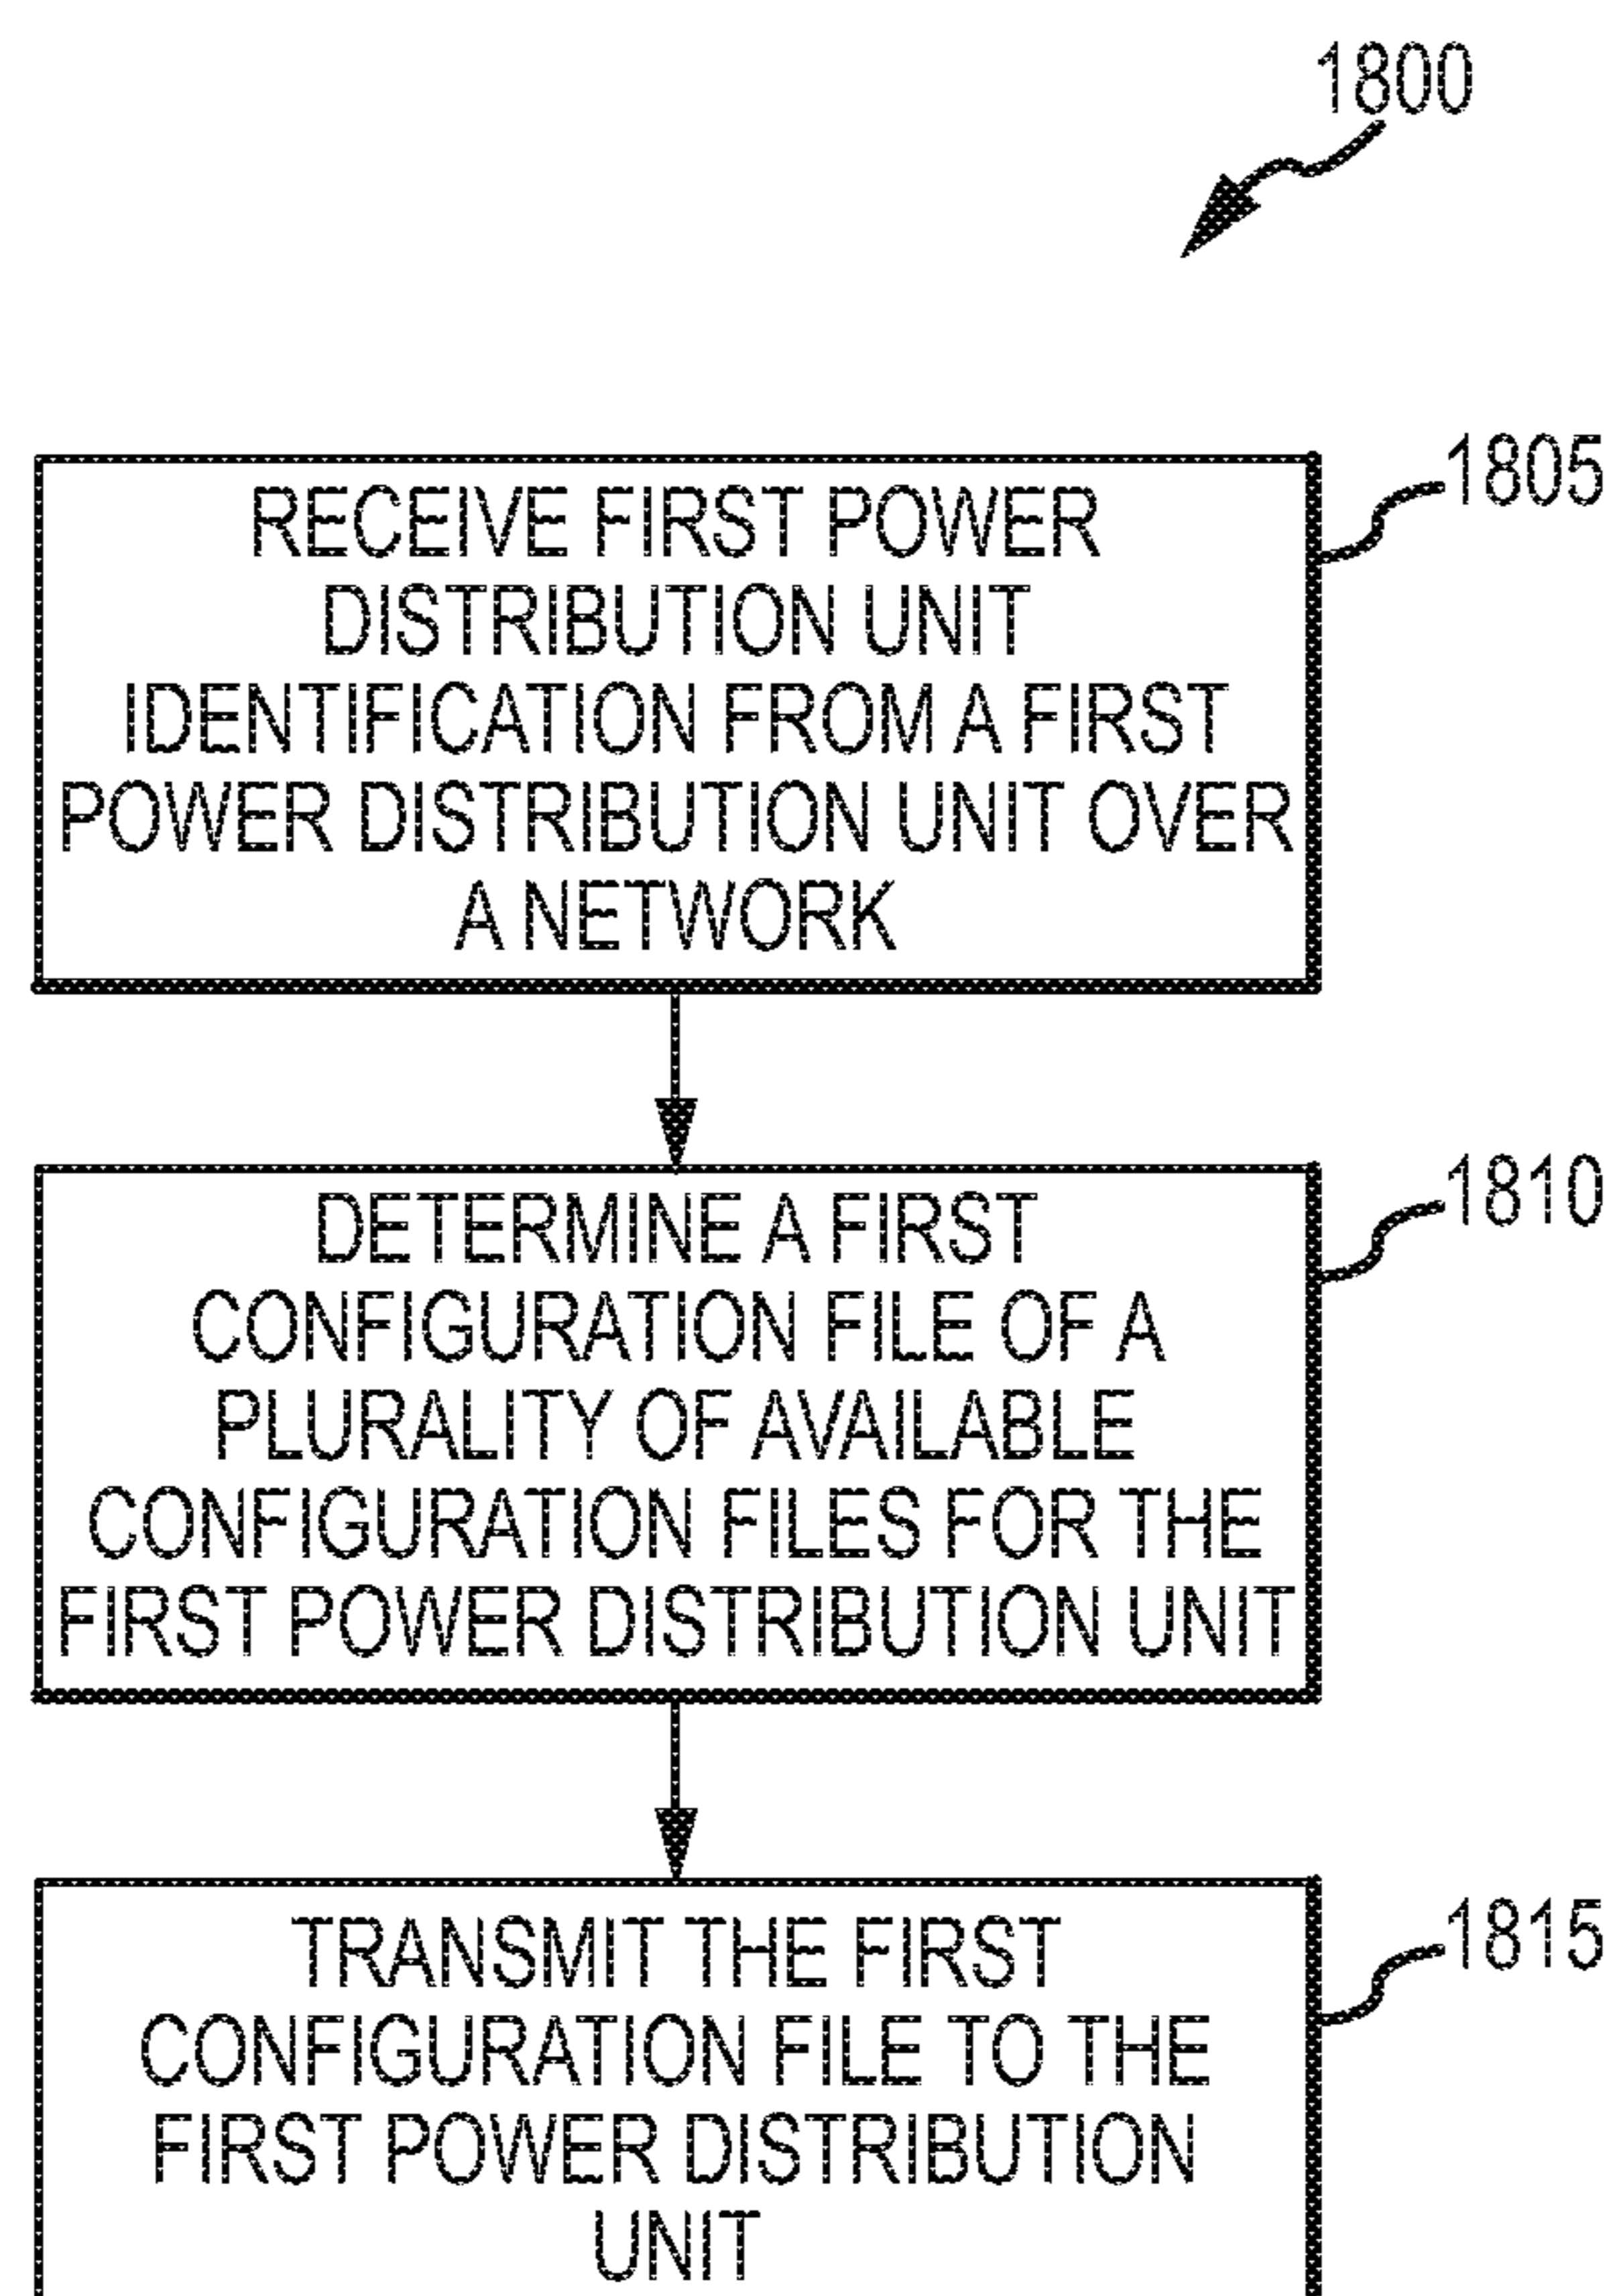 1800
RECEIVE FIRST POWER
DISTRIBUTION UNIT
IDENTIFICATION FROM A FIRST
POWER DISTRIBUTION UNIT OVER
A NETWORK
1805
DETERMINE A FIRST
CONFIGURATION FILE OF A
PLURALITY OF AVAILABLE
CONFIGURATION FILES FOR THE
FIRST POWER DISTRIBUTION UNIT
1810
TRANSMIT THE FIRST
CONFIGURATION FILE TO THE
FIRST POWER DISTRIBUTION
UNIT
1815